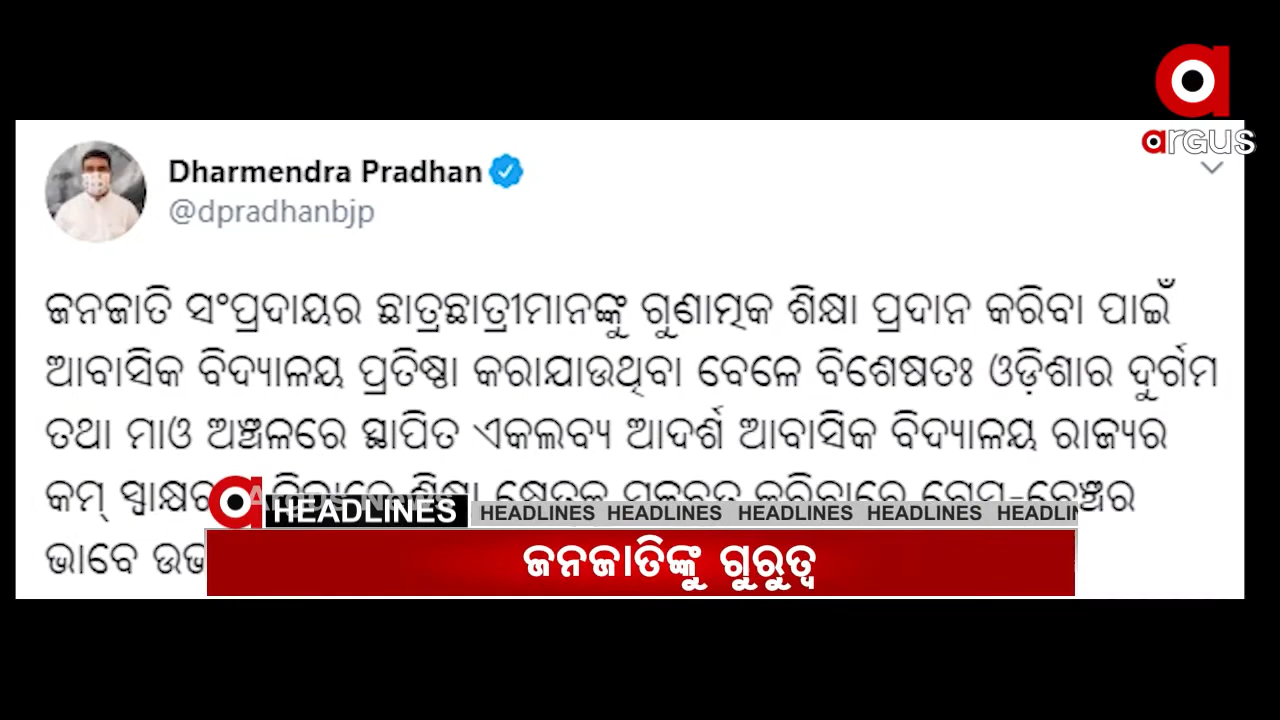 argus
Dharmendra Pradhan
@dpradhanbjp
ଜନଜାତି ସଂପ୍ରଦାୟର ଛାତ୍ରଛାତ୍ରୀମାନଙ୍କୁ ଗୁଣାତ୍ମକ ଶିକ୍ଷା ପ୍ରଦାନ କରିବା ପାଇଁ
ଆବାସିକ ବିଦ୍ୟାଳୟ ପ୍ରତିଷ୍ଠା କରାଯାଉଥିବା ବେଳେ ବିଶେଷତଃ ଓଡ଼ିଶାର ଦୁର୍ଗମ
ତଥା ମାଓ ଅଞ୍ଚଳରେ ସ୍ଥାପିତ ଏକଲବ୍ୟ ଆଦର୍ଶ ଆବାସିକ ବିଦ୍ୟାଳୟ ରାଜ୍ୟର
କମ୍ ସ୍ୱାକ୍ଷର ଶିକ୍ଷା
ଭାବେ
HEADLINES HEADLINES HEADLINES HEADLINES HEADLINES
ଜନଜାତିଙ୍କୁ ଗୁରୁତ୍ୱ